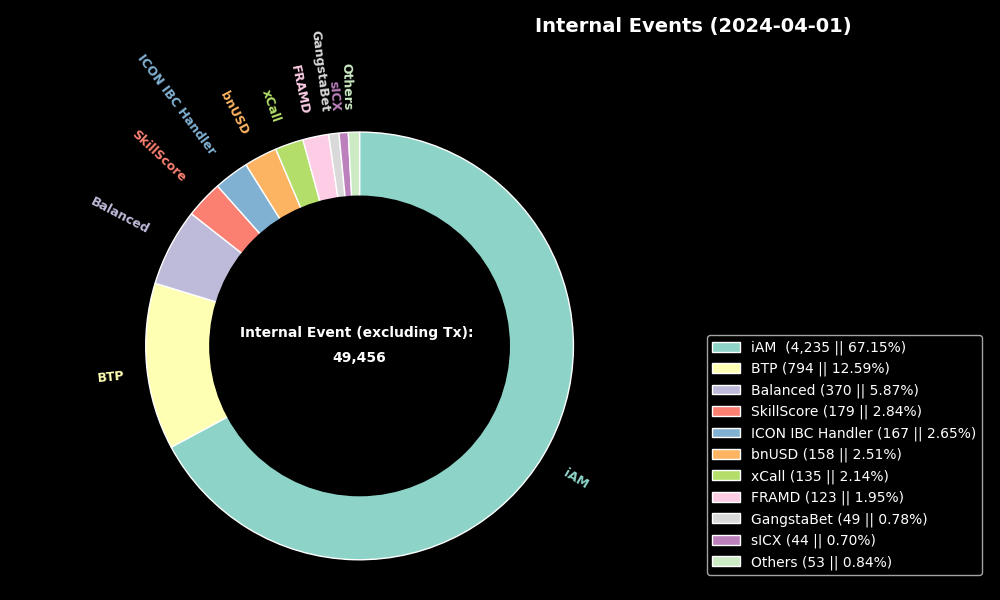 Internal Events (2024-04-01)
GangstaBet
FRAMD
sICX
Others
xCall
bnUSD
ICON IBC Handler
SkillScore
Balanced
BTP
iAM
Internal Event (excluding Tx):
49,456
iAM  (4,235 || 67.15%)
BTP (794 || 12.59%)
Balanced (370 || 5.87%)
SkillScore (179 || 2.84%)
ICON IBC Handler (167 || 2.65%)
bnUSD (158 || 2.51%)
xCall (135 || 2.14%)
FRAMD (123 || 1.95%)
GangstaBet (49 || 0.78%)
sICX (44 || 0.70%)
Others (53 || 0.84%)